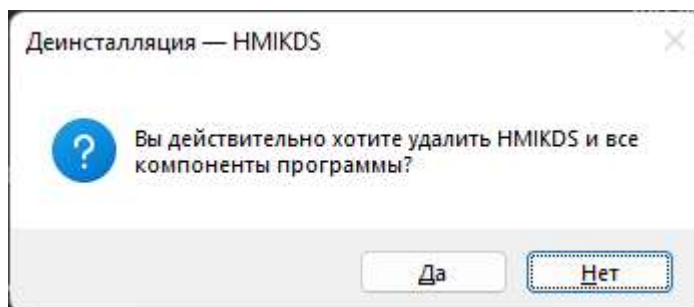 Деинсталляция — HMIKDS
Вы действительно хотите удалить HMIKDS и все
компоненты программы?
Да
Нет